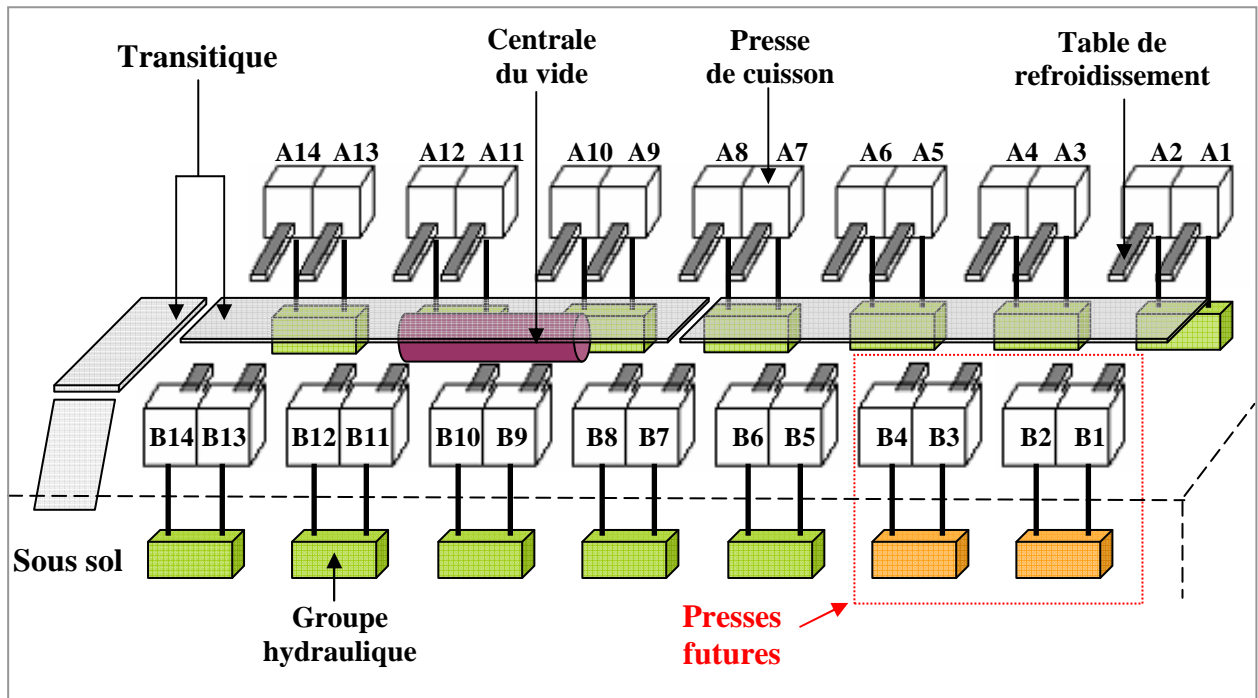 Transitique
Centrale
du vide
Presse
de cuisson
Table de
refroidissement
A14 A13 A12 A11 A10 A9 A8 A7 A6 A5 A4 A3 A2 A1
B14 B13 B12 B11 B10 B9 B8 B7 B6 B5 B4 B3 B2 B1
Sous sol
Groupe
hydraulique
Presses
futures